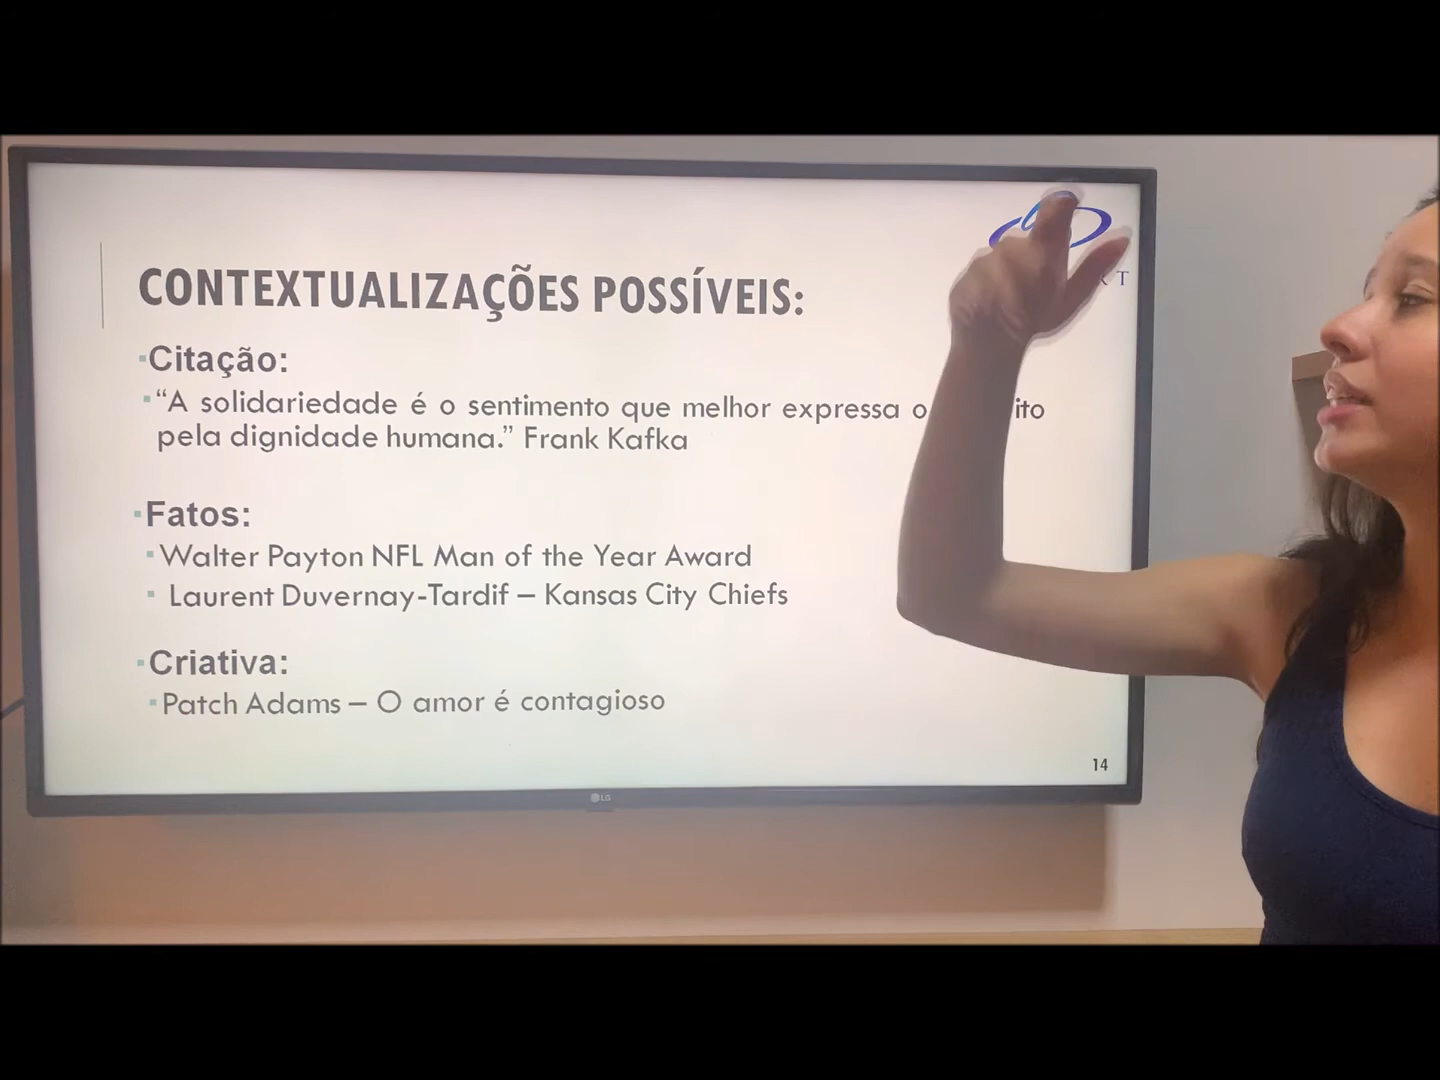 CONTEXTUALIZAÇÕES POSSÍVEIS:
Citação:
“A solidariedade é o sentimento que melhor expressa o
pela dignidade humana.” Frank Kafka
Fatos:
Walter Payton NFL Man of the Year Award
Laurent Duvernay-Tardif – Kansas City Chiefs
Criativa:
Patch Adams – O amor é contagioso
14
LG